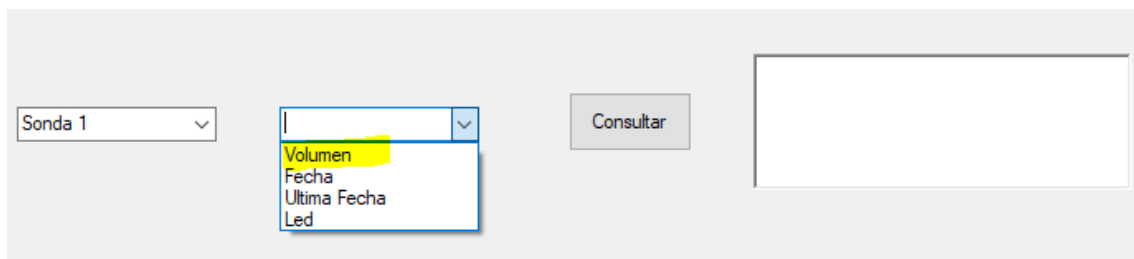 Sonda 1
Consultar
Volumen
Fecha
Ultima Fecha
Led